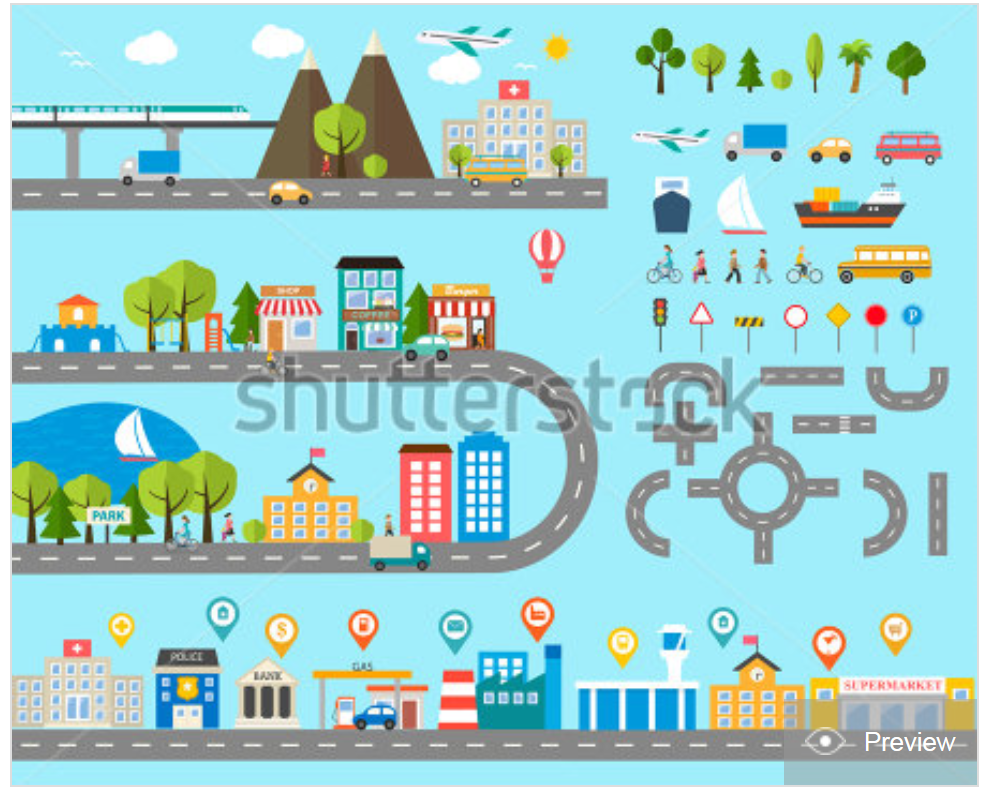 SHOP
COFFEE
Burger
P
shutterstock
PARK
POLICE
$
BANK
GAS
SUPERMARKET
Preview